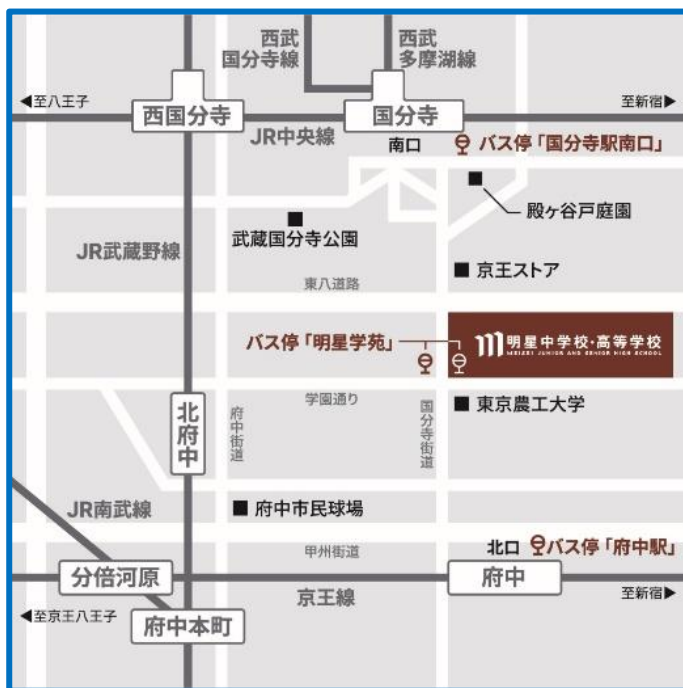 西武
国分寺線
西武
多摩湖線
◀至八王子
西国分寺
国分寺
至新宿▶
JR中央線
南口
バス停「国分寺駅南口」
殿ヶ谷戸庭園
武蔵国分寺公園
JR武蔵野線
京王ストア
東八道路
バス停「明星学苑」
明星中学校・高等学校
MEISEI JUNIOR AND SENIOR HIGH SCHOOL
北府中
府中街道
学園通り
国分寺街道
東京農工大学
JR南武線
府中市民球場
甲州街道
北口
バス停「府中駅」
分倍河原
京王線
府中
至新宿▶
◀至京王八王子
府中本町